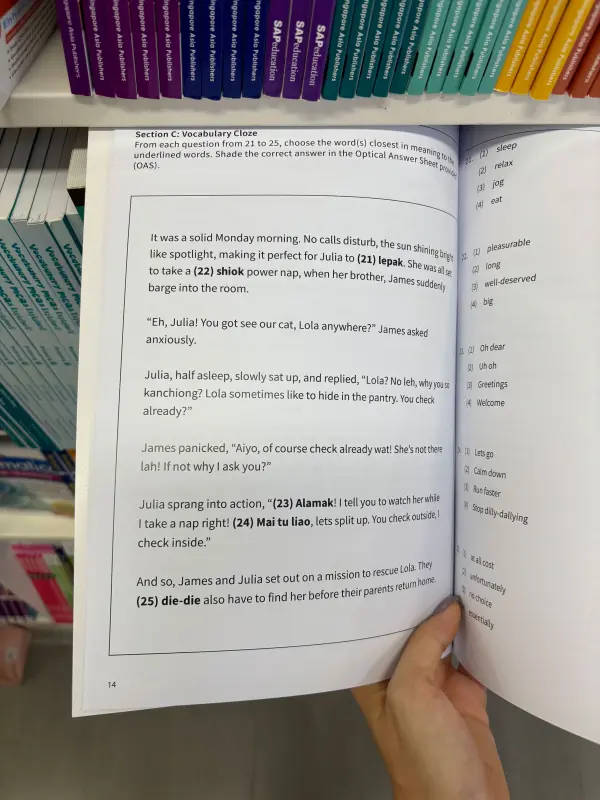 Singapore Asia Publishers
Singapore Asia Publishers
SAPeducation
SAPeducation
SAPeducation
Singapore Asia Publishers
Section C: Vocabulary Cloze
From each question from 21 to 25, choose the word(s) closest in meaning to the
underlined words. Shade the correct answer in the Optical Answer Sheet
(OAS).
It was a solid Monday morning. No calls disturb, the sun shining bright
like spotlight, making it perfect for Julia to (21) lepak. She was all set
to take a (22) shiok power nap, when her brother, James suddenly
barge into the room.
“Eh, Julia! You got see our cat, Lola anywhere?” James asked
anxiously.
Julia, half asleep, slowly sat up, and replied, “Lola? No leh, why you so
kanchiong? Lola sometimes like to hide in the pantry. You check
already?”
James panicked, “Aiyo, of course check already wat! She's not there
lah! If not why I ask you?”
Julia sprang into action, “(23) Alamak! I tell you to watch her while
I take a nap right! (24) Mai tu liao, lets split up. You check outside, I
check inside.”
And so, James and Julia set out on a mission to rescue Lola. They
(25) die-die also have to find her before their parents return home.
14
21. (1) sleep
(2) relax
(3) jog
(4) eat
(1) pleasurable
(2) long
(3) well-deserved
(4) big
(1) Oh dear
(2) Uh oh
(3) Greetings
(4) Welcome
(1) Lets go
(2) Calm down
(3) Run faster
(4) Stop dilly-dallying
(1) at all cost
unfortunately
no choice
essentially